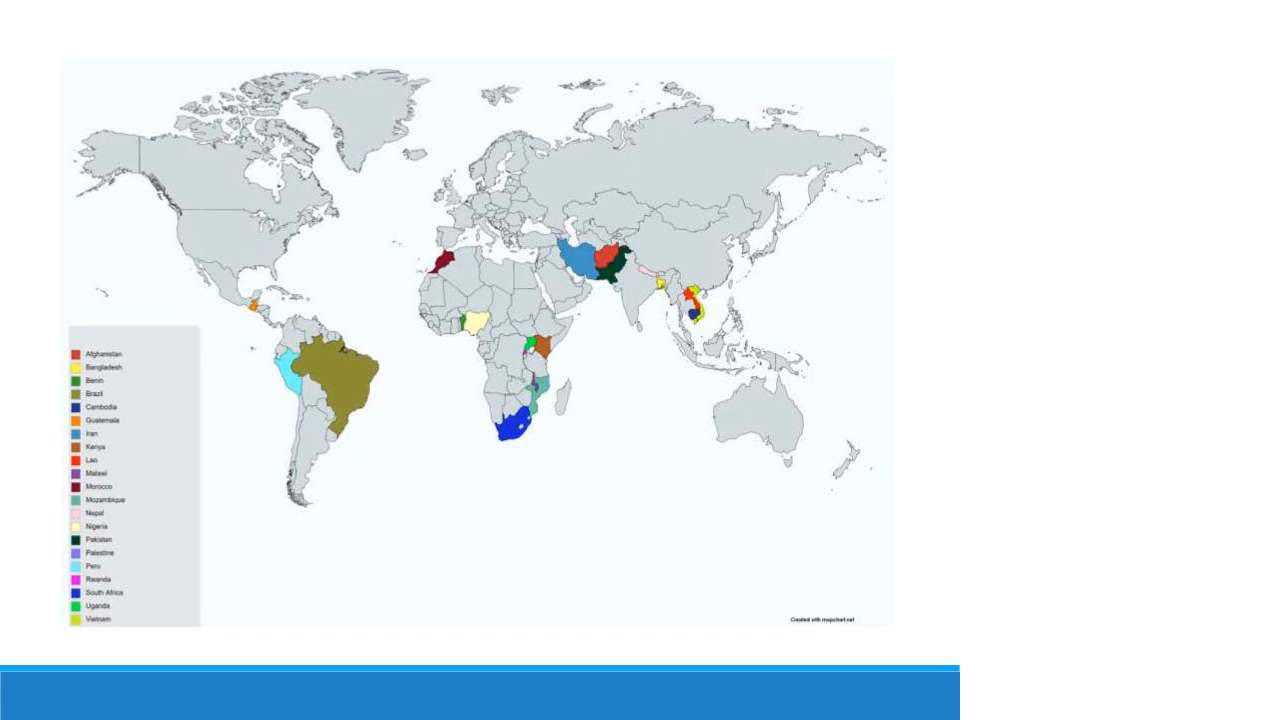 Afghanistan
Bangladesh
Benin
Brazil
Cambodia
Guatemala
Iran
Kenya
Lao
Malawi
Morocco
Mozambique
Nepal
Nigeria
Pakistan
Palestine
Peru
Rwanda
South Africa
Uganda
Vietnam
Created with mapchart.net